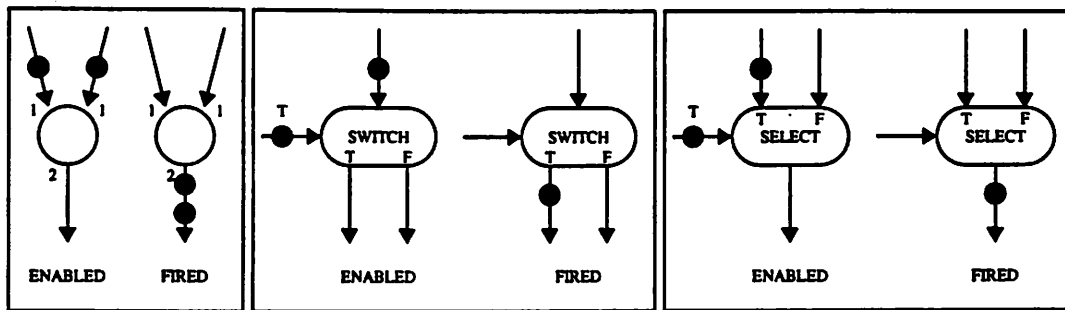 1 1 1 1
2 2
ENABLED FIRED
T
SWITCH SWITCH
T F T F
ENABLED FIRED
T
T F T F
SELECT SELECT
ENABLED FIRED